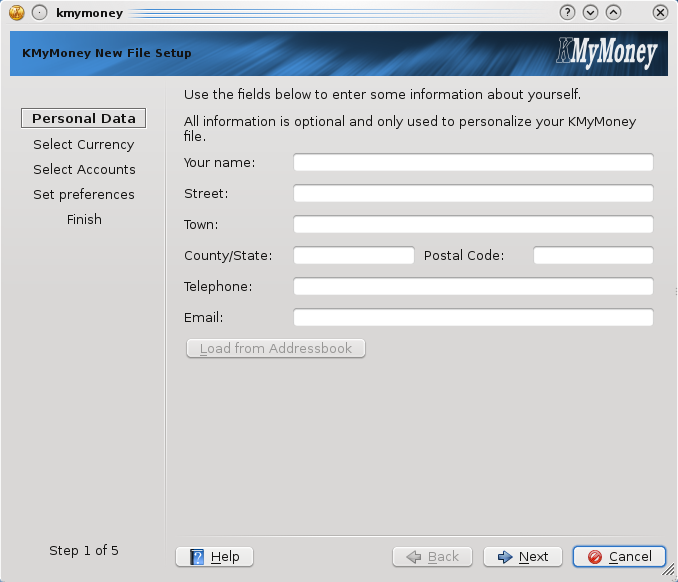 kmymoney
KMyMoney New File Setup
KMyMoney
Personal Data
Select Currency
Select Accounts
Set preferences
Finish
Step 1 of 5
Use the fields below to enter some information about yourself.
All information is optional and only used to personalize your KMyMoney
file.
Your name:
Street:
Town:
County/State: Postal Code:
Telephone:
Email:
Load from Addressbook
Help Back Next Cancel